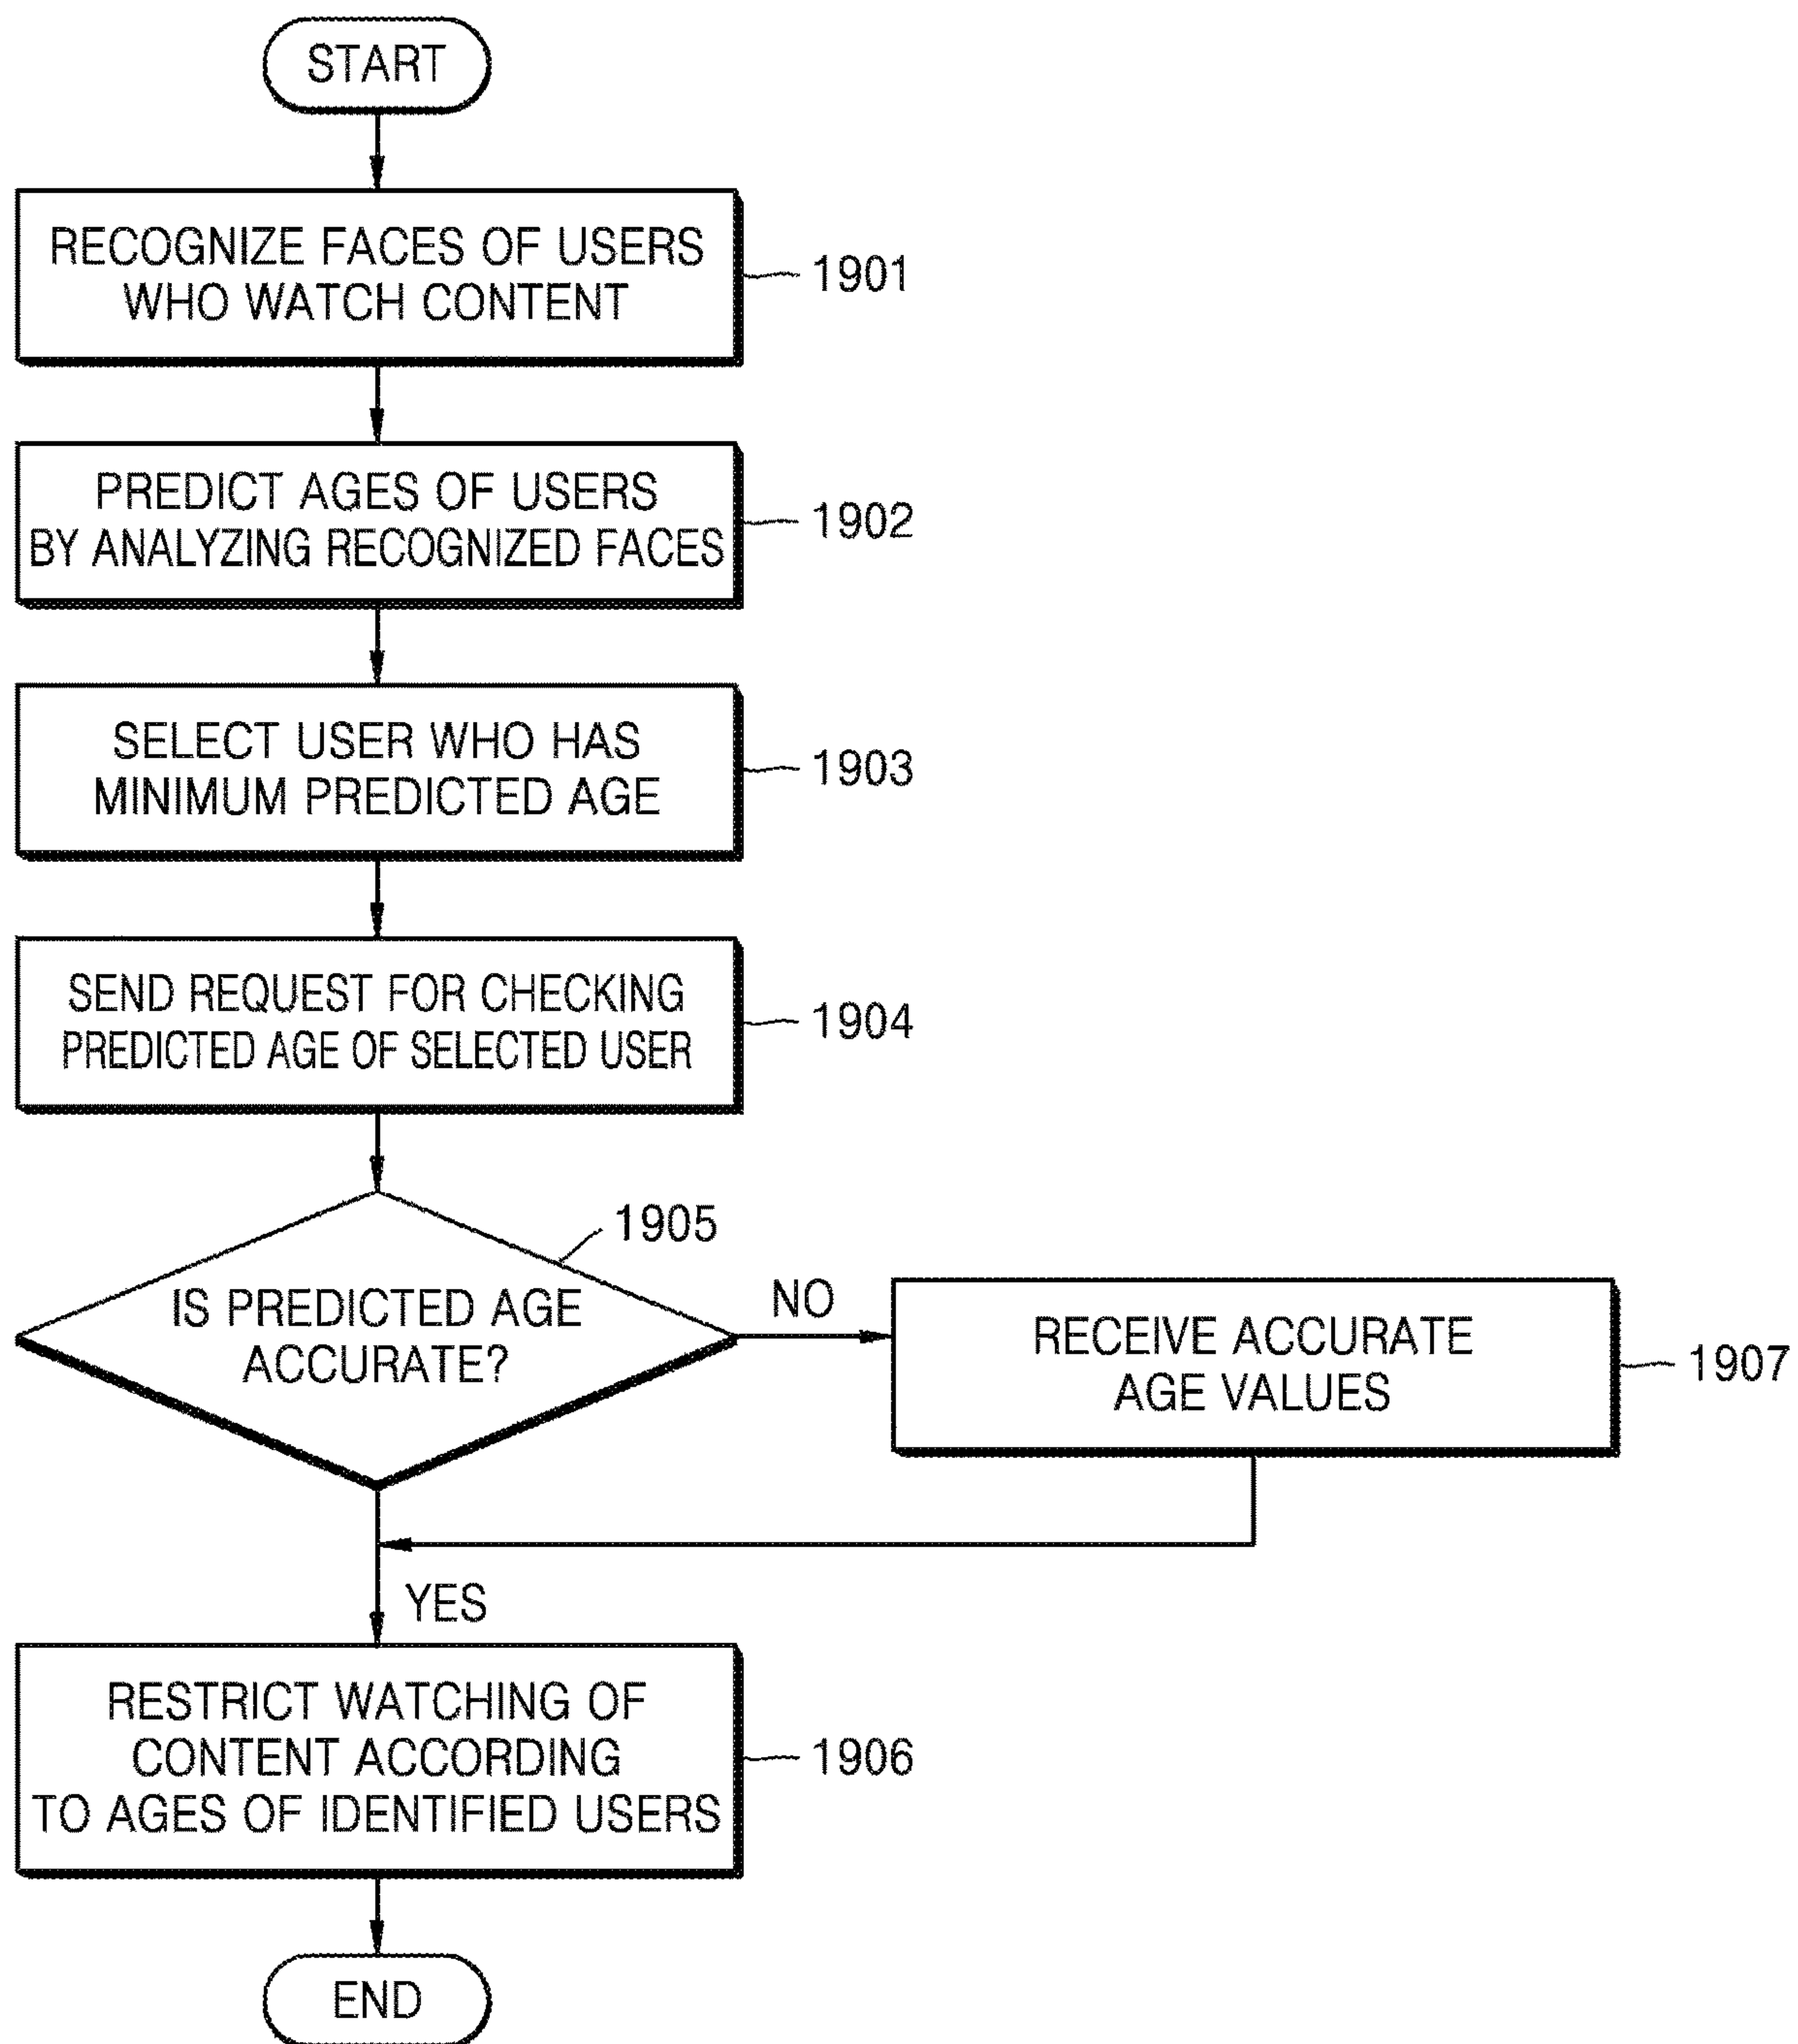 START
RECOGNIZE FACES OF USERS
WHO WATCH CONTENT
1901
PREDICT AGES OF USERS
BY ANALYZING RECOGNIZED FACES
1902
SELECT USER WHO HAS
MINIMUM PREDICTED AGE
1903
SEND REQUEST FOR CHECKING
PREDICTED AGE OF SELECTED USER
1904
1905
IS PREDICTED AGE
ACCURATE?
NO
RECEIVE ACCURATE
AGE VALUES
1907
YES
RESTRICT WATCHING OF
CONTENT ACCORDING
TO AGES OF IDENTIFIED USERS
1906
END